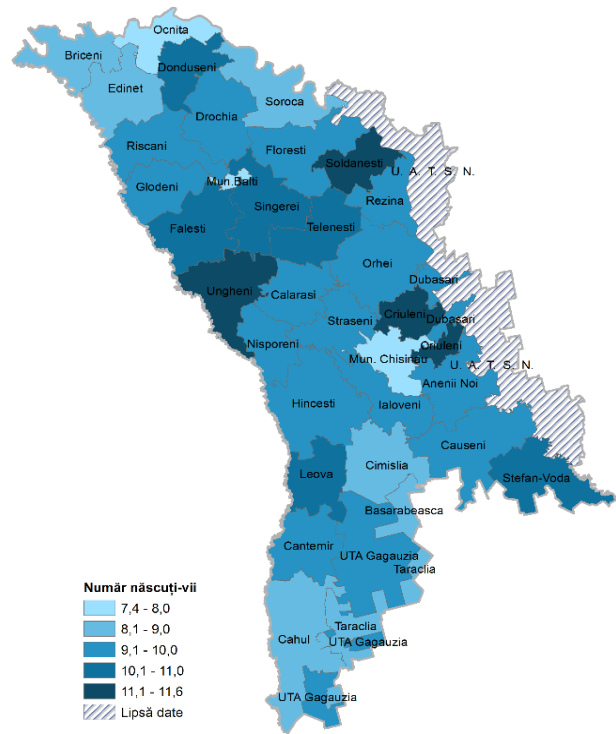 Ocnita
Briceni
Donduseni
Edinet
Soroca
Drochia
Riscani
Floresti
Soldanesti
U. A. T. S. N.
Glodeni
Mun.Balti
Rezina
Singerei
Falesti
Telenesti
Orhei
Dubasari
Ungheni
Calarasi
Criuleni
Straseni
Dubasari
Nisporeni
Criuleni
Mun. Chisinau
U. A. T. S. N.
Anenii Noi
Hincesti
Ialoveni
Causeni
Cimislia
Leova
Stefan-Voda
Basarabeasca
Cantemir
UTA Gagauzia
Taraclia
Număr născuți-vii
7,4 - 8,0
8,1 - 9,0
9,1 - 10,0
10,1 - 11,0
11,1 - 11,6
Lipsă date
Taraclia
Cahul
UTA Gagauzia
UTA Gagauzia